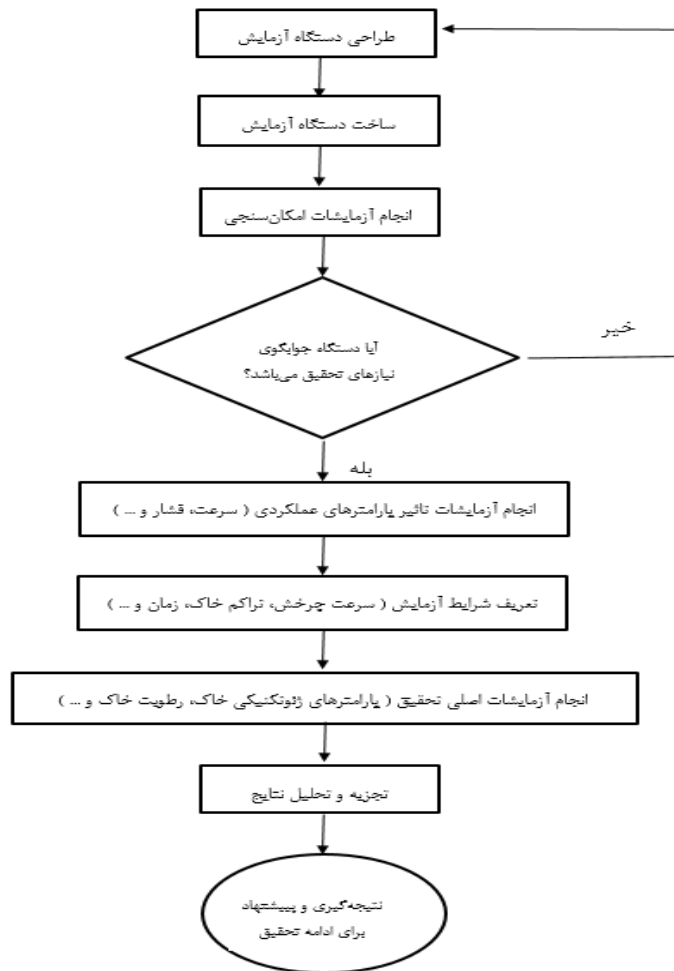 طراحی دستگاه آزمایش
ساخت دستگاه آزمایش
انجام آزمایشات امکان‌سنجی
آیا دستگاه جوابگوی
نیازهای تحقیق می‌باشد؟
خیر
بله
انجام آزمایشات تاثیر پارامترهای عملکردی ( سرعت، فشار و ... )
تعریف شرایط آزمایش ( سرعت چرخش، تراکم خاک، زمان و ... )
انجام آزمایشات اصلی تحقیق ( پارامترهای ژئوتکنیکی خاک، رطوبت خاک و ... )
تجزیه و تحلیل نتایج
نتیجه‌گیری و پیشنهاد
برای ادامه تحقیق